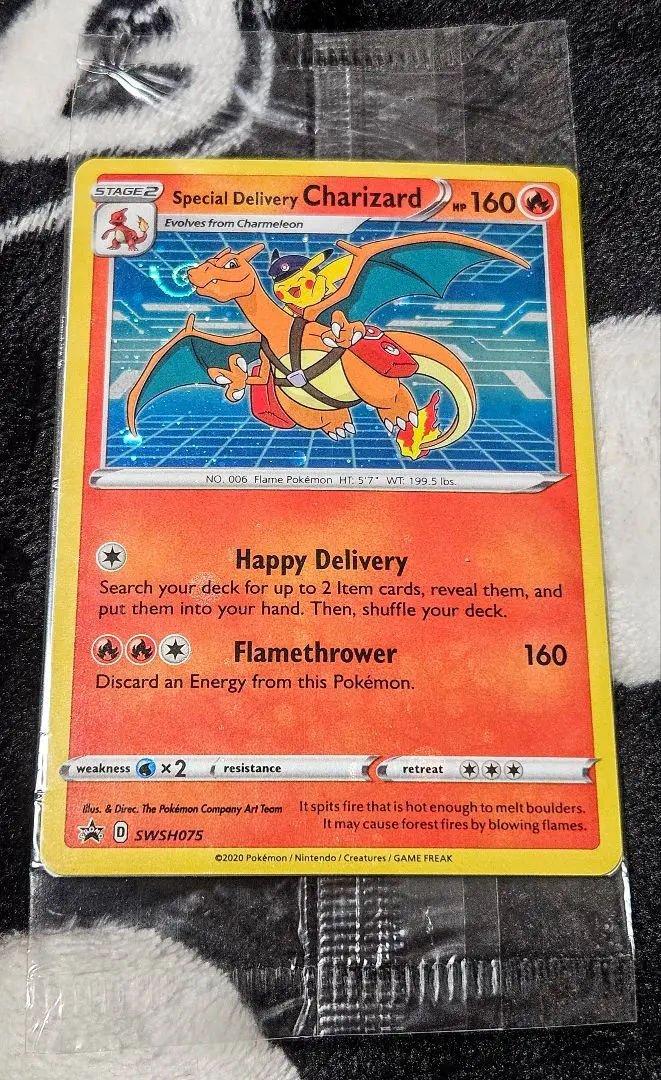 STAGE2
Special Delivery Charizard HP 160
Evolves from Charmeleon
NO. 006 Flame Pokémon HT: 5'7" WT: 199.5 lbs.
Happy Delivery
Search your deck for up to 2 Item cards, reveal them, and
put them into your hand. Then, shuffle your deck.
Flamethrower 160
Discard an Energy from this Pokémon.
weakness ×2 resistance retreat
Illus. & Direc. The Pokémon Company Art Team
It spits fire that is hot enough to melt boulders.
It may cause forest fires by blowing flames.
D SWSH075
©2020 Pokémon / Nintendo / Creatures / GAME FREAK